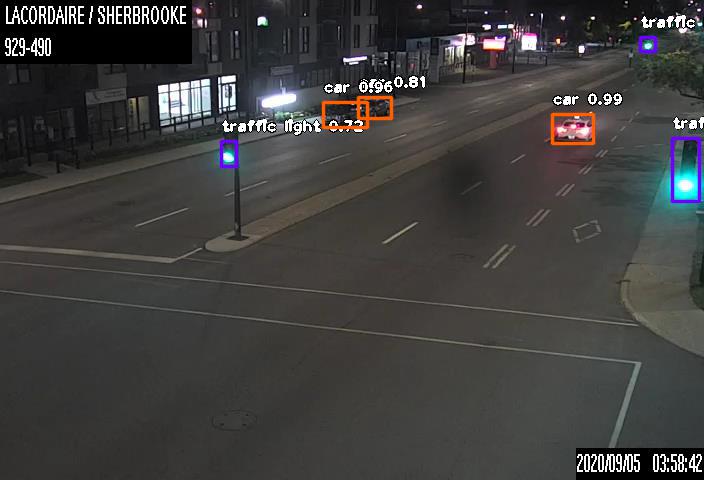 LACORDAIRE / SHERBROOKE
929-490
traffic
car 0.96
0.81
car 0.99
traffic light 0.72
traf
2020/09/05 03:58:42